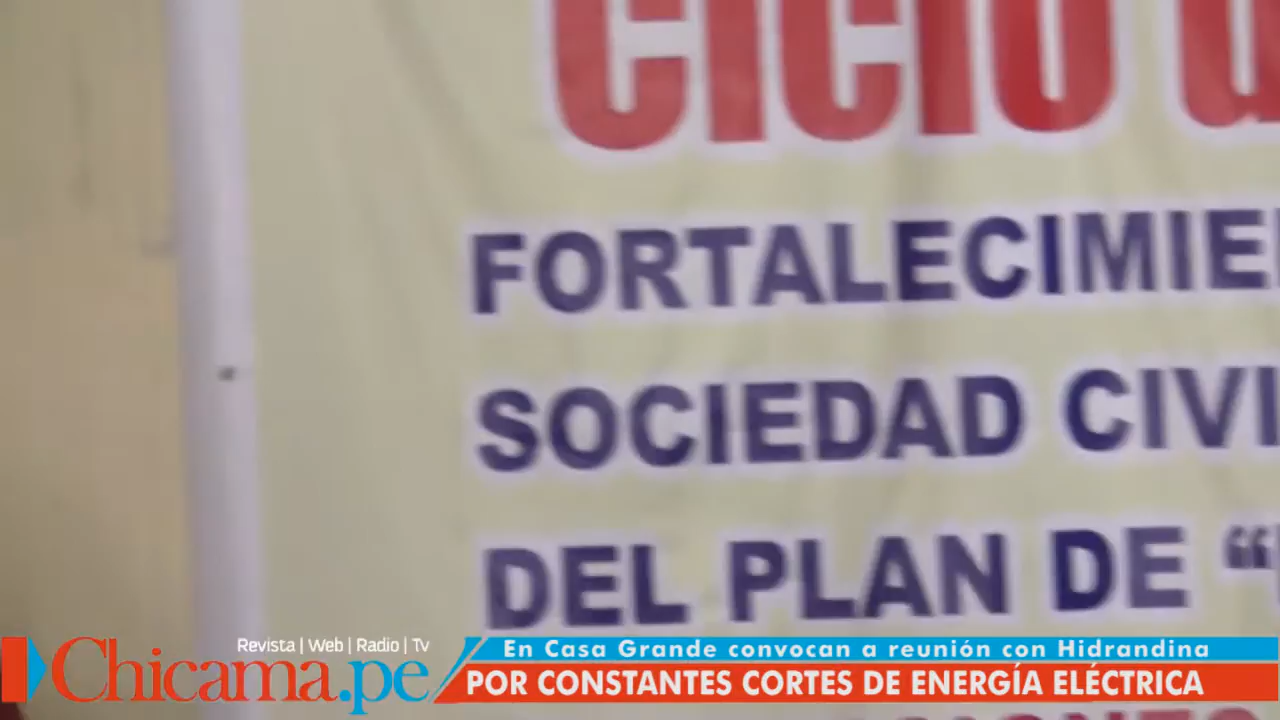 FORTALECIMIE
SOCIEDAD CIVI
DEL PLAN DE “
Revista | Web | Radio | Tv
Chicama.pe
En Casa Grande convocan a reunión con Hidrandina
POR CONSTANTES CORTES DE ENERGÍA ELÉCTRICA